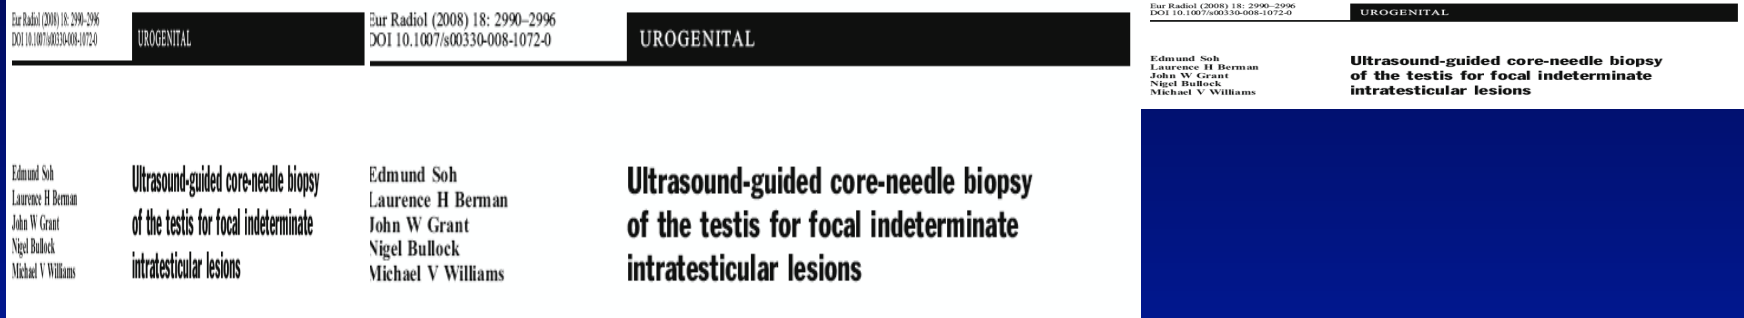 Eur Radiol (2008) 18: 2990–2996
DOI 10.1007/s00330-008-1072-0
UROGENITAL
Edmund Soh
Laurence H Berman
John W Grant
Nigel Bullock
Michael V Williams
Ultrasound-guided core-needle biopsy
of the testis for focal indeterminate
intratesticular lesions
Eur Radiol (2008) 18: 2990–2996
DOI 10.1007/s00330-008-1072-0
UROGENITAL
Edmund Soh
Laurence H Berman
John W Grant
Nigel Bullock
Michael V Williams
Ultrasound-guided core-needle biopsy
of the testis for focal indeterminate
intratesticular lesions
Eur Radiol (2008) 18: 2990–2996
DOI 10.1007/s00330-008-1072-0
UROGENITAL
Edmund Soh
Laurence H Berman
John W Grant
Nigel Bullock
Michael V Williams
Ultrasound-guided core-needle biopsy
of the testis for focal indeterminate
intratesticular lesions